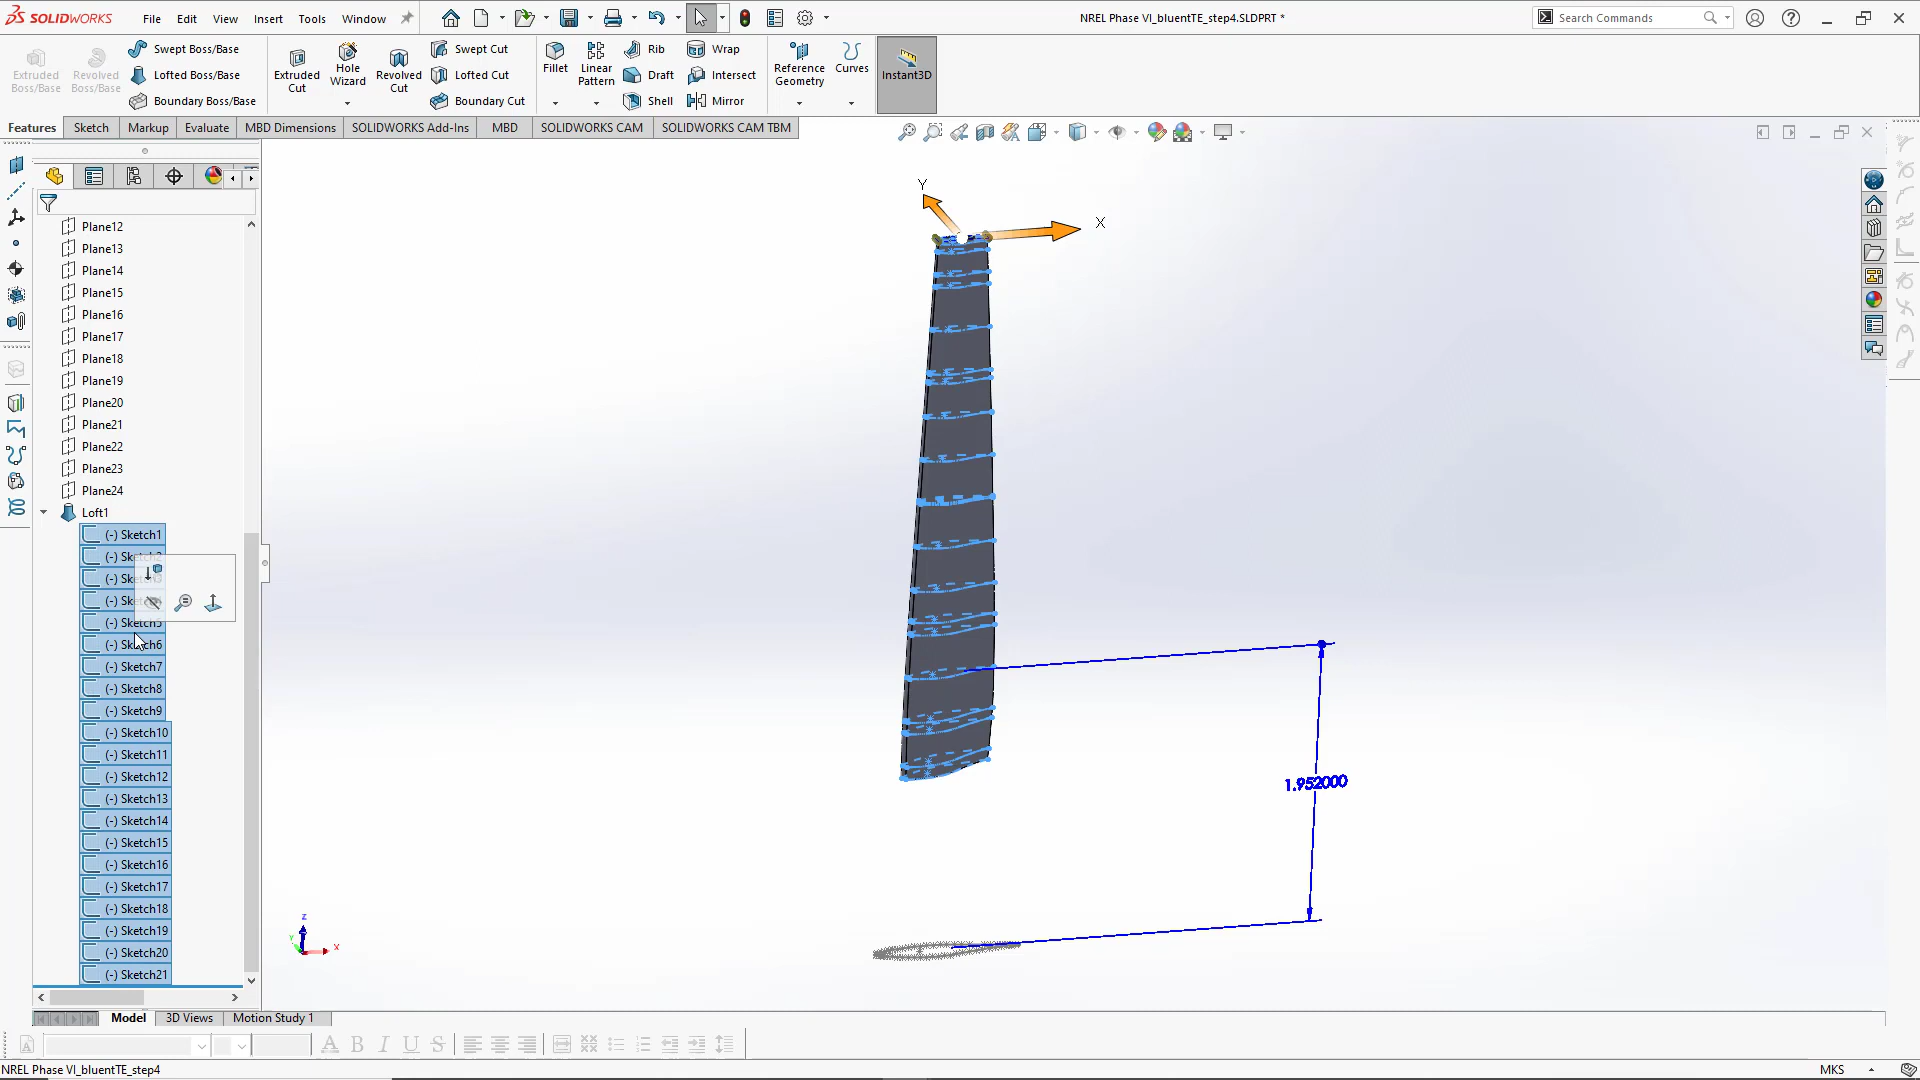 SOLIDWORKS File Edit View Insert Tools Window NREL Phase VI_bluentTE_step4.SLDPRT * Search Commands
Extruded Boss/Base
Revolved Boss/Base
Swept Boss/Base
Lofted Boss/Base
Boundary Boss/Base
Extruded Cut
Hole Wizard
Revolved Cut
Swept Cut
Lofted Cut
Boundary Cut
Fillet
Linear Pattern
Rib
Draft
Shell
Wrap
Intersect
Mirror
Reference Geometry
Curves
Instant3D
Features Sketch Markup Evaluate MBD Dimensions SOLIDWORKS Add-Ins MBD SOLIDWORKS CAM SOLIDWORKS CAM TBM
Plane12
Plane13
Plane14
Plane15
Plane16
Plane17
Plane18
Plane19
Plane20
Plane21
Plane22
Plane23
Plane24
Loft1
(-) Sketch1
(-)
(-)
(-)
(-) Sketch5
(-) Sketch6
(-) Sketch7
(-) Sketch8
(-) Sketch9
(-) Sketch10
(-) Sketch11
(-) Sketch12
(-) Sketch13
(-) Sketch14
(-) Sketch15
(-) Sketch16
(-) Sketch17
(-) Sketch18
(-) Sketch19
(-) Sketch20
(-) Sketch21
Y
X
1.952000
Z
Y
X
Model 3D Views Motion Study 1
A B I U S
NREL Phase VI_bluentTE_step4 MKS